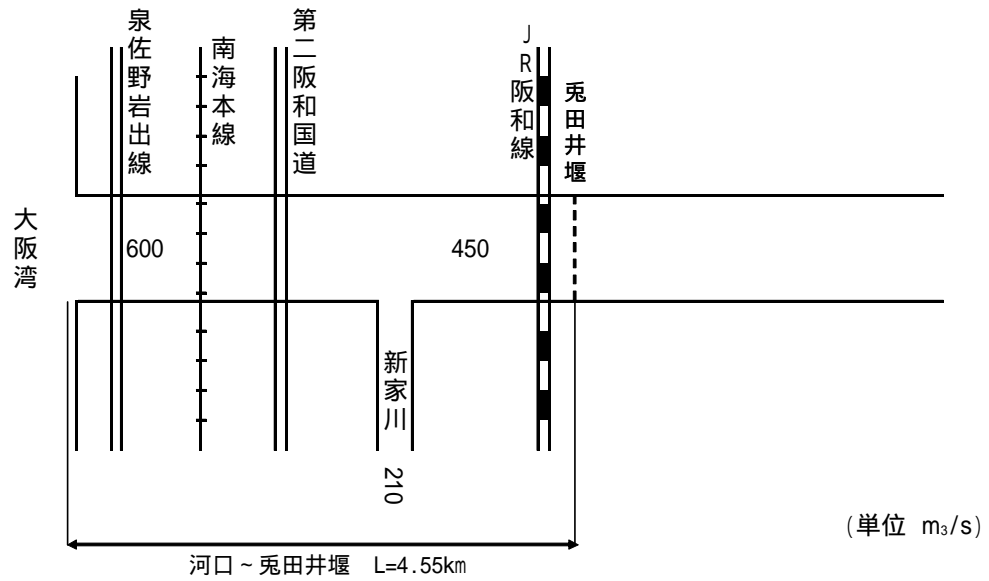 泉佐野岩出線
南海本線
第二阪和国道
JR阪和線
兎田井堰
大阪湾
600
450
新家川
210
(単位 m3/s)
河口~兎田井堰 L=4.55km